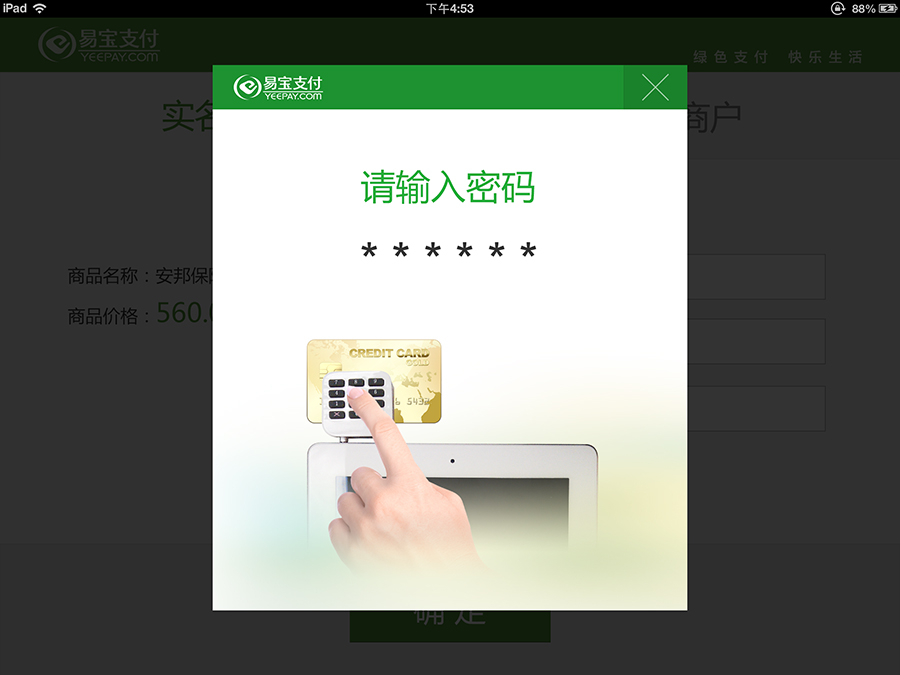 iPad
下午4:53
88%
易宝支付
YEEPAY.COM
绿色支付 快乐生活
易宝支付
YEEPAY.COM
实名
商户
请输入密码
******
商品名称：安邦保险
商品价格：560.0
CREDIT CARD
GOLD
确定